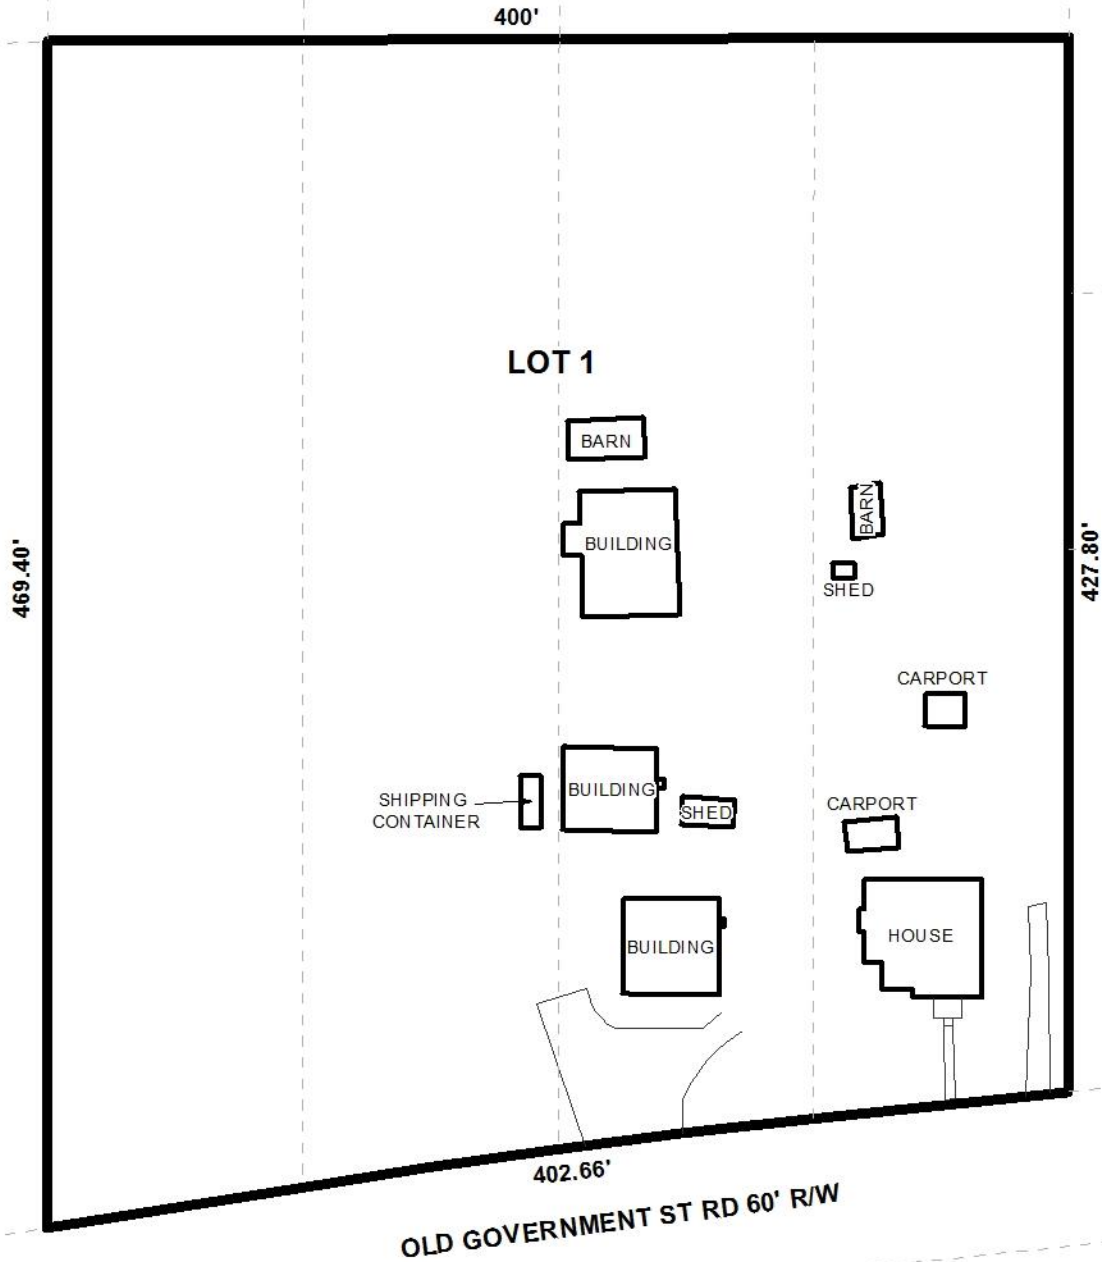 400'
LOT 1
BARN
BARN
BUILDING
469.40'
427.80'
SHED
CARPORT
BUILDING
SHIPPING
CONTAINER
SHED
CARPORT
HOUSE
BUILDING
402.66'
OLD GOVERNMENT ST RD 60' R/W